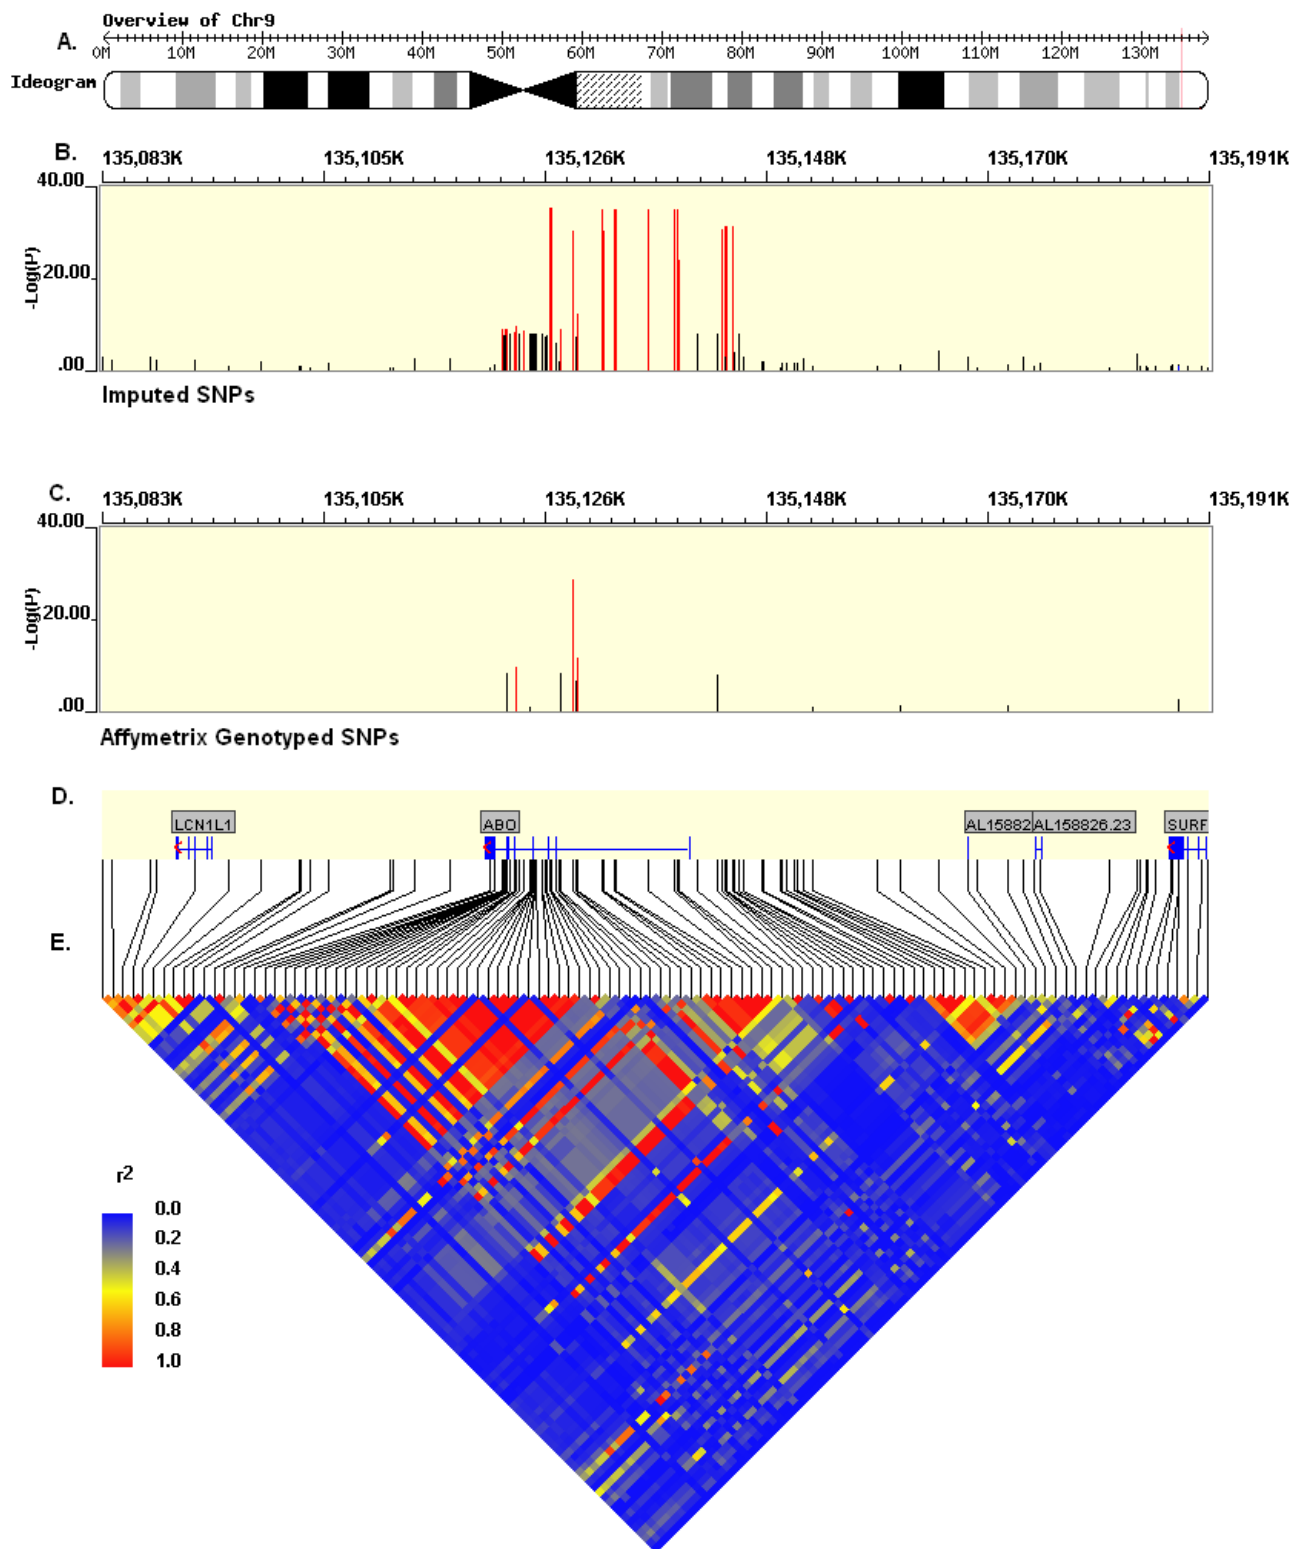 Overview of Chr9
A.
0M 10M 20M 30M 40M 50M 60M 70M 80M 90M 100M 110M 120M 130M
Ideogram
B.
135,083K 135,105K 135,126K 135,148K 135,170K 135,191K
40.00
-Log(P)
20.00
.00
Imputed SNPs
C.
135,083K 135,105K 135,126K 135,148K 135,170K 135,191K
40.00
-Log(P)
20.00
.00
Affymetrix Genotyped SNPs
D.
LCN1L1 ABO AL15882 AL158826.23 SURF
E.
r2
0.0
0.2
0.4
0.6
0.8
1.0